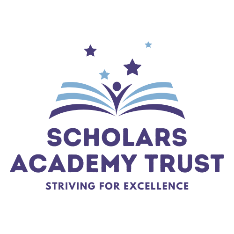 SCHOLARS
ACADEMY TRUST
STRIVING FOR EXCELLENCE